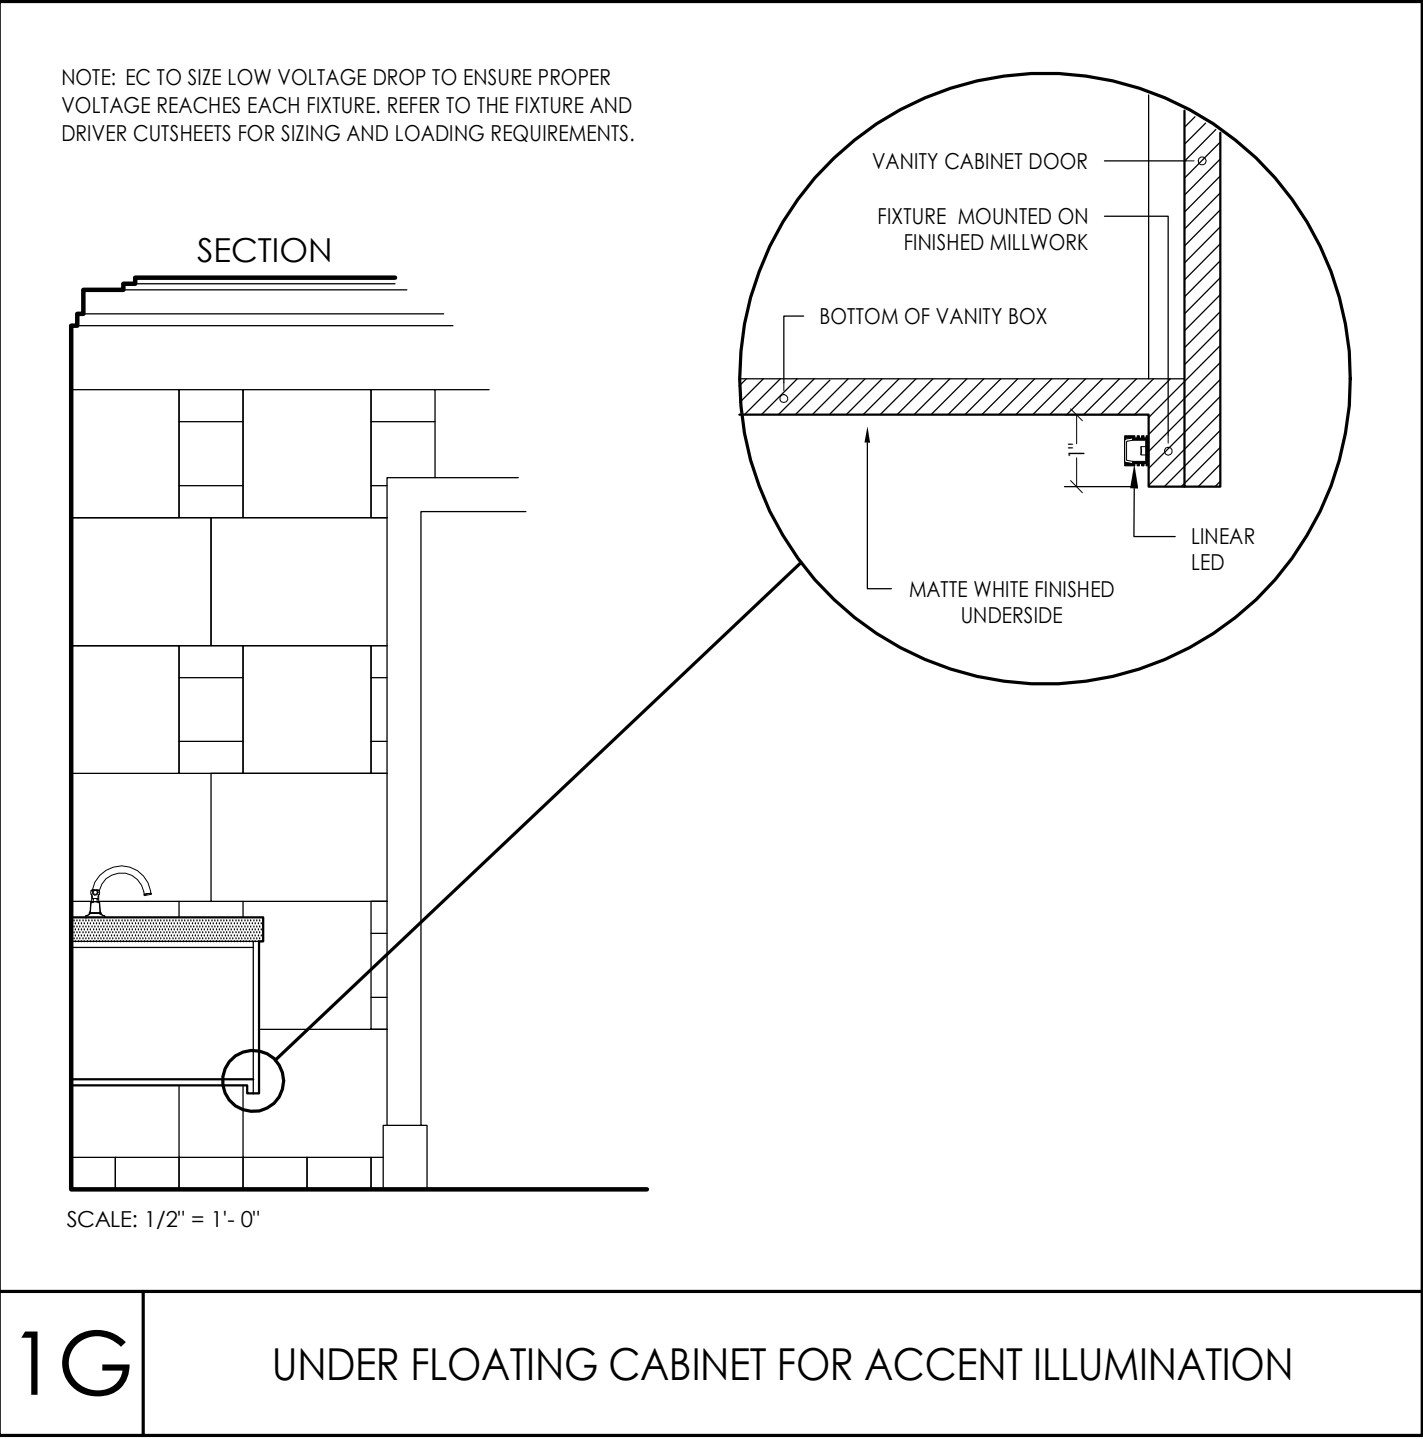 NOTE: EC TO SIZE LOW VOLTAGE DROP TO ENSURE PROPER
VOLTAGE REACHES EACH FIXTURE. REFER TO THE FIXTURE AND
DRIVER CUTSHEETS FOR SIZING AND LOADING REQUIREMENTS.
SECTION
VANITY CABINET DOOR
FIXTURE MOUNTED ON
FINISHED MILLWORK
BOTTOM OF VANITY BOX
1"
LINEAR
LED
MATTE WHITE FINISHED
UNDERSIDE
SCALE: 1/2" = 1'- 0"
1G
UNDER FLOATING CABINET FOR ACCENT ILLUMINATION